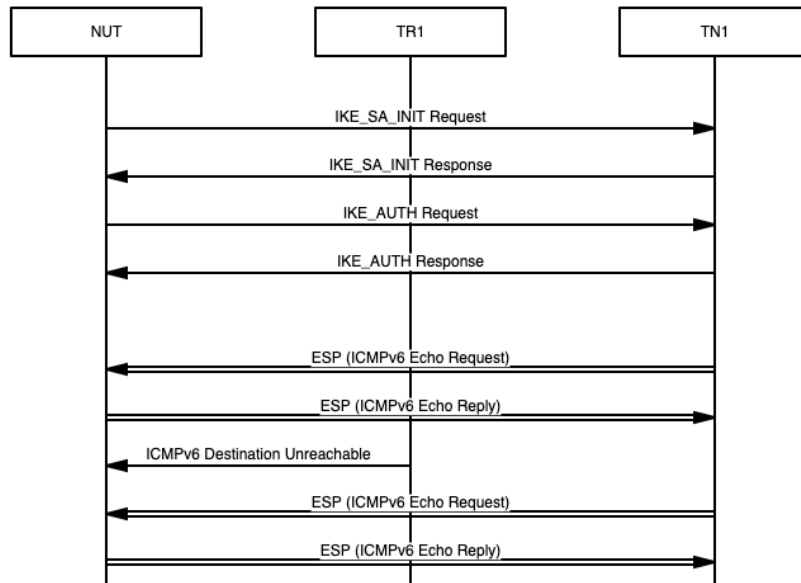 NUT TR1 TN1
IKE_SA_INIT Request
IKE_SA_INIT Response
IKE_AUTH Request
IKE_AUTH Response
ESP (ICMPv6 Echo Request)
ESP (ICMPv6 Echo Reply)
ICMPv6 Destination Unreachable
ESP (ICMPv6 Echo Request)
ESP (ICMPv6 Echo Reply)